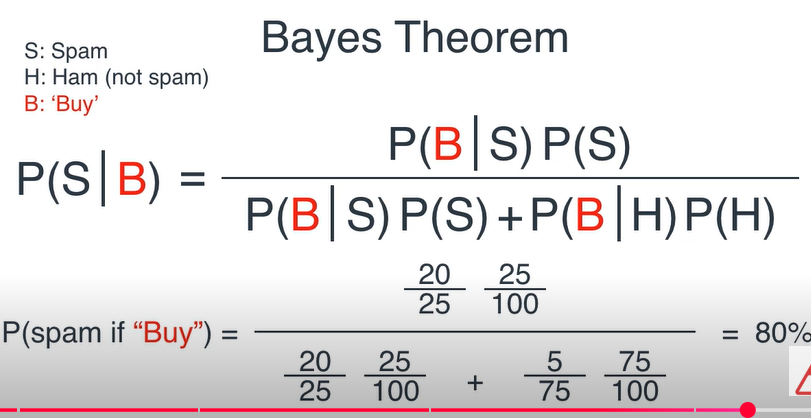 Bayes Theorem
S: Spam
H: Ham (not spam)
B: ‘Buy’
P(S|B) =
P(B|S) P(S)
P(B|S) P(S) + P(B|H) P(H)
20 25
25 100
P(spam if “Buy”) = = 80%
20 25 5 75
+
25 100 75 100